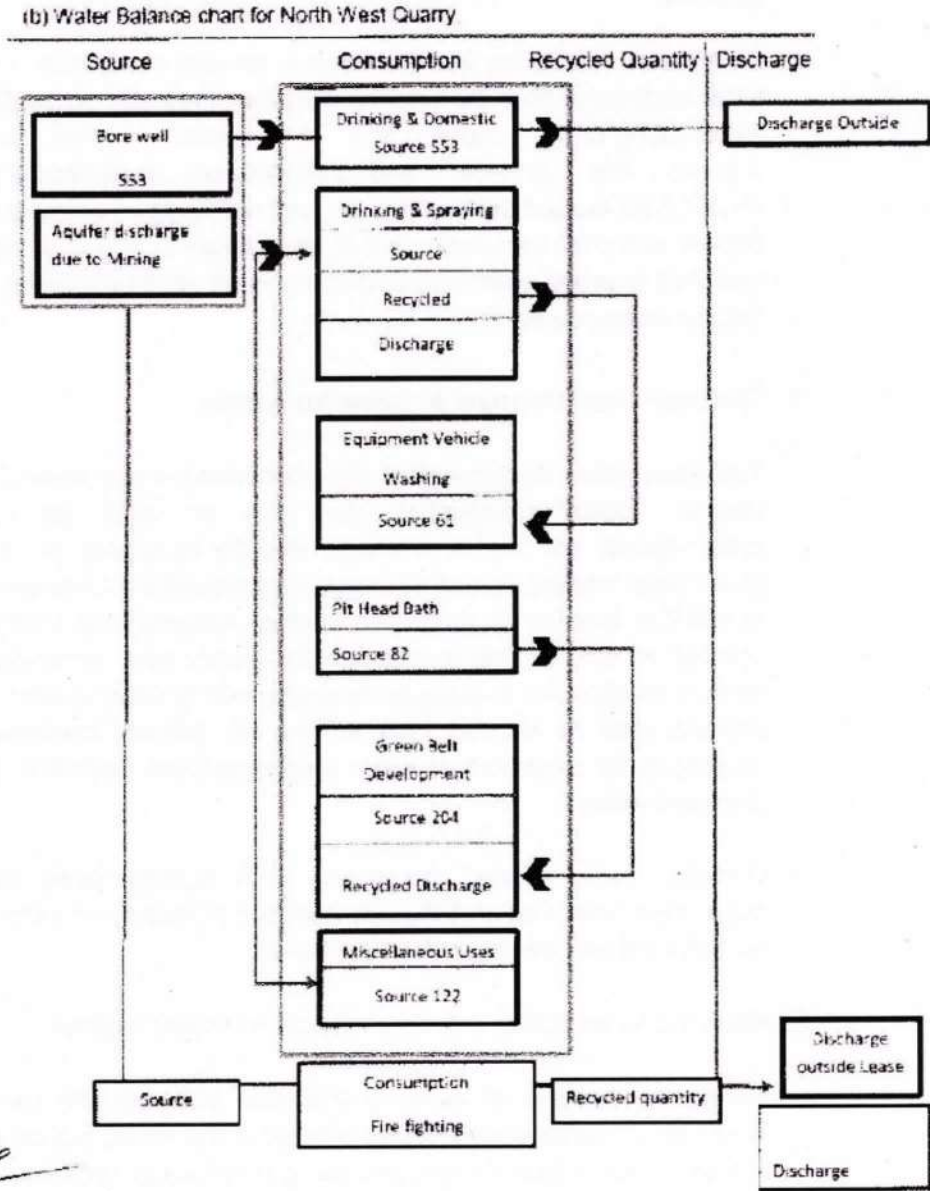 (b) Water Balance chart for North West Quarry
Source Consumption Recycled Quantity Discharge
Bore well
553
Aquifer discharge
due to Mining
Drinking & Domestic
Source 553
Discharge Outside
Drinking & Spraying
Source
Recycled
Discharge
Equipment Vehicle
Washing
Source 61
Pit Head Bath
Source 82
Green Belt
Development
Source 204
Recycled Discharge
Miscellaneous Uses
Source 122
Source
Consumption
Fire fighting
Recycled quantity
Discharge
outside Lease
Discharge